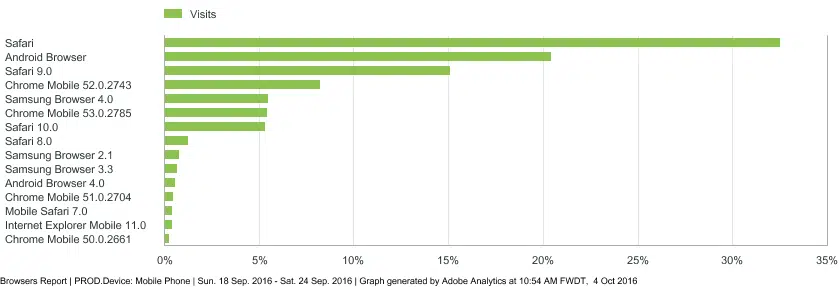 Visits
Safari
Android Browser
Safari 9.0
Chrome Mobile 52.0.2743
Samsung Browser 4.0
Chrome Mobile 53.0.2785
Safari 10.0
Safari 8.0
Samsung Browser 2.1
Samsung Browser 3.3
Android Browser 4.0
Chrome Mobile 51.0.2704
Mobile Safari 7.0
Internet Explorer Mobile 11.0
Chrome Mobile 50.0.2661
0% 5% 10% 15% 20% 25% 30% 35%
Browsers Report | PROD.Device: Mobile Phone | Sun. 18 Sep. 2016 - Sat. 24 Sep. 2016 | Graph generated by Adobe Analytics at 10:54 AM FWDT, 4 Oct 2016